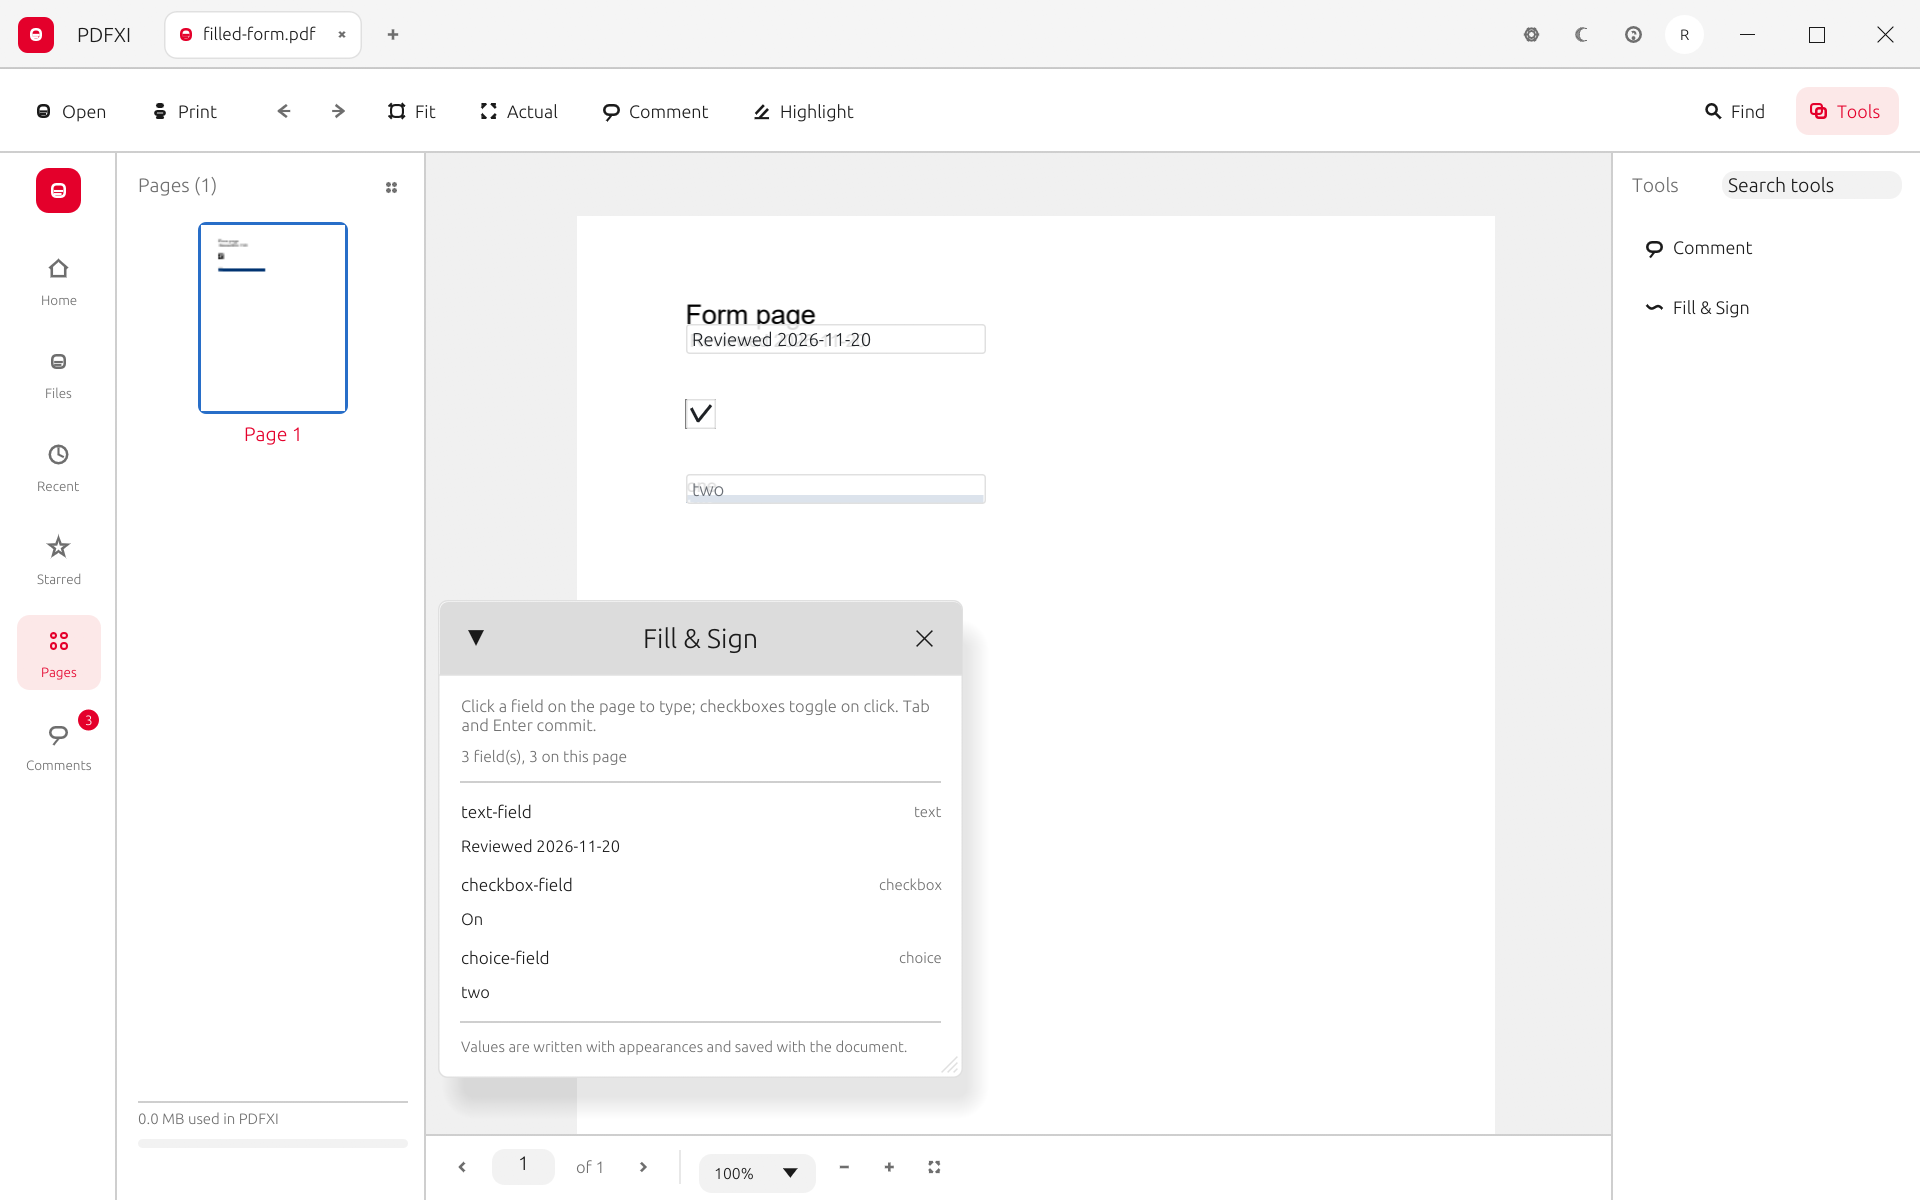 PDFXI
filled-form.pdf
R
Open
Print
Fit
Actual
Comment
Highlight
Find
Tools
Home
Files
Recent
Starred
Pages
3
Comments
Pages (1)
Page 1
0.0 MB used in PDFXI
Form page
Reviewed 2026-11-20
two
Fill & Sign
Click a field on the page to type; checkboxes toggle on click. Tab
and Enter commit.
3 field(s), 3 on this page
text-field text
Reviewed 2026-11-20
checkbox-field checkbox
On
choice-field choice
two
Values are written with appearances and saved with the document.
1 of 1
100%
Tools
Search tools
Comment
Fill & Sign